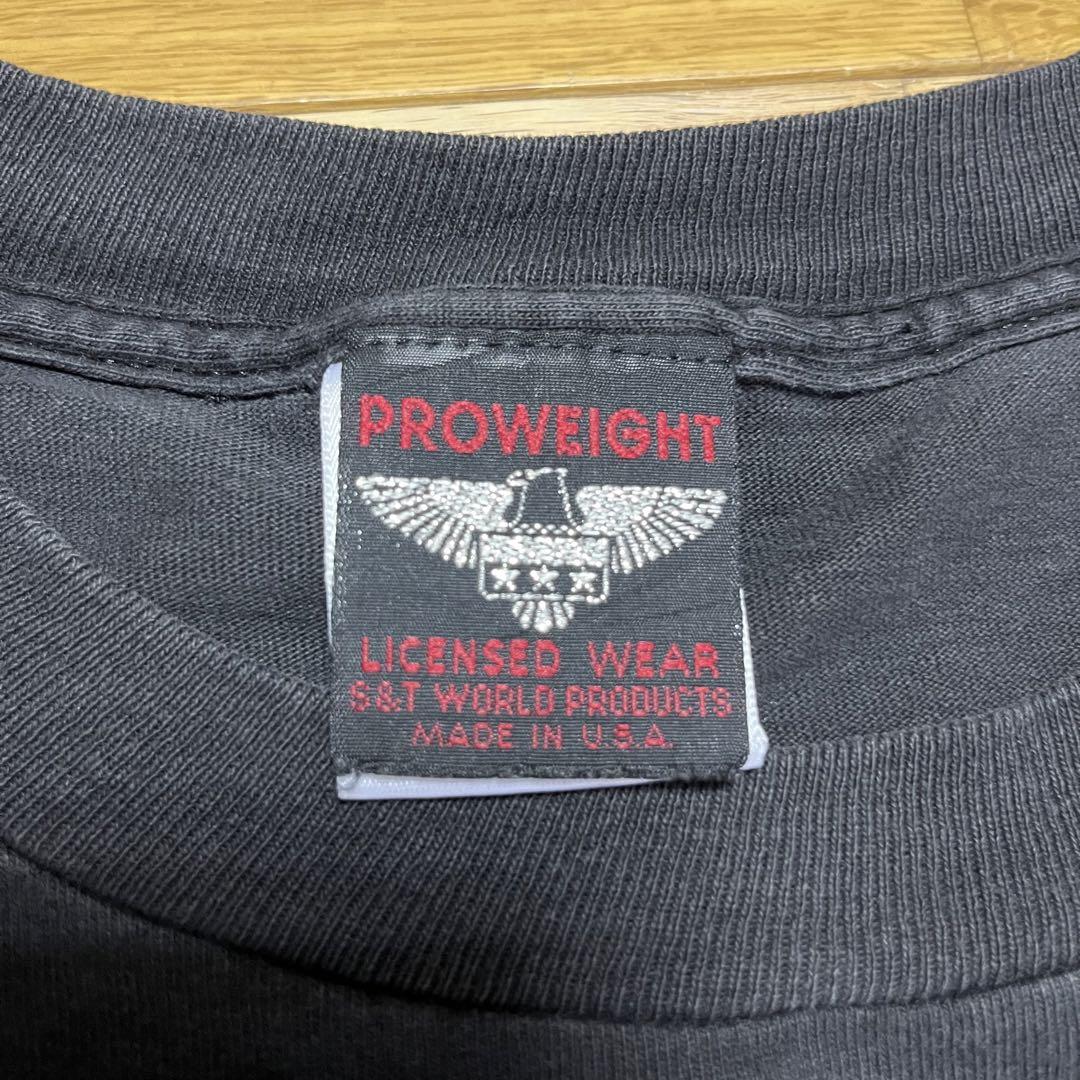 PROWEIGHT
LICENSED WEAR
S&T WORLD PRODUCTS
MADE IN U.S.A.